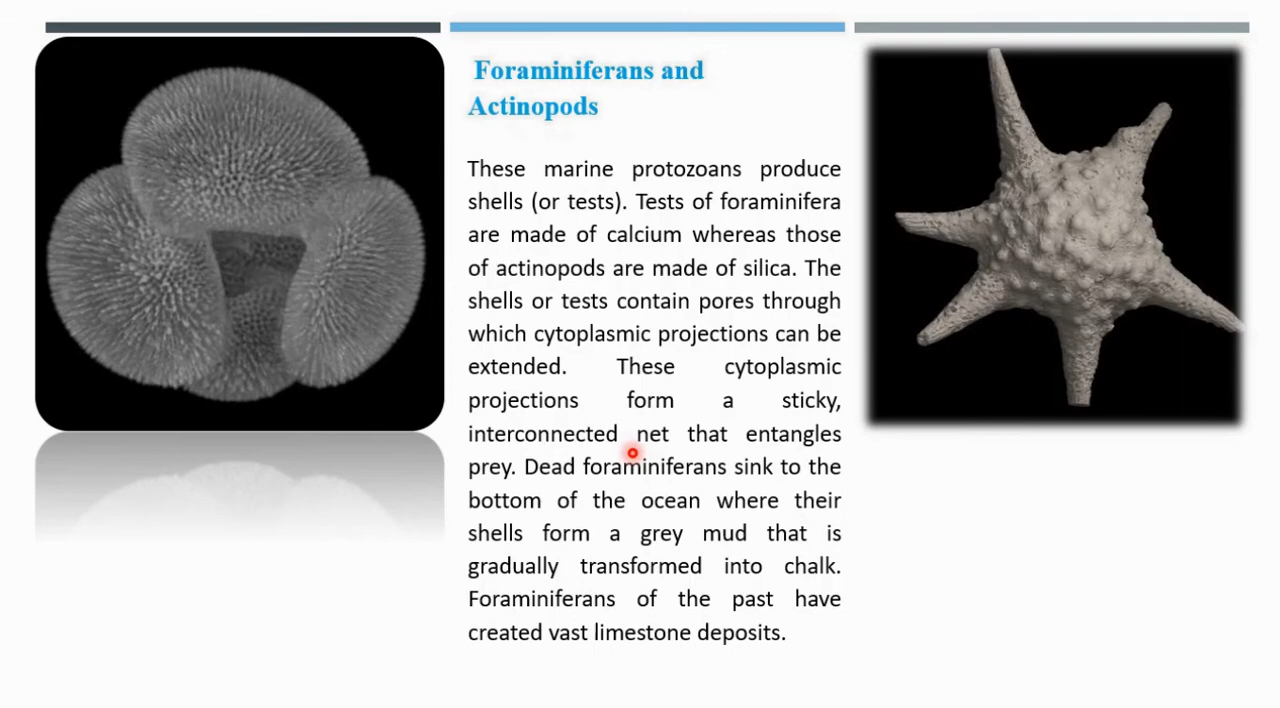 Foraminiferans and
Actinopods
These marine protozoans produce
shells (or tests). Tests of foraminifera
are made of calcium whereas those
of actinopods are made of silica. The
shells or tests contain pores through
which cytoplasmic projections can be
extended. These cytoplasmic
projections form a sticky,
interconnected net that entangles
prey. Dead foraminiferans sink to the
bottom of the ocean where their
shells form a grey mud that is
gradually transformed into chalk.
Foraminiferans of the past have
created vast limestone deposits.